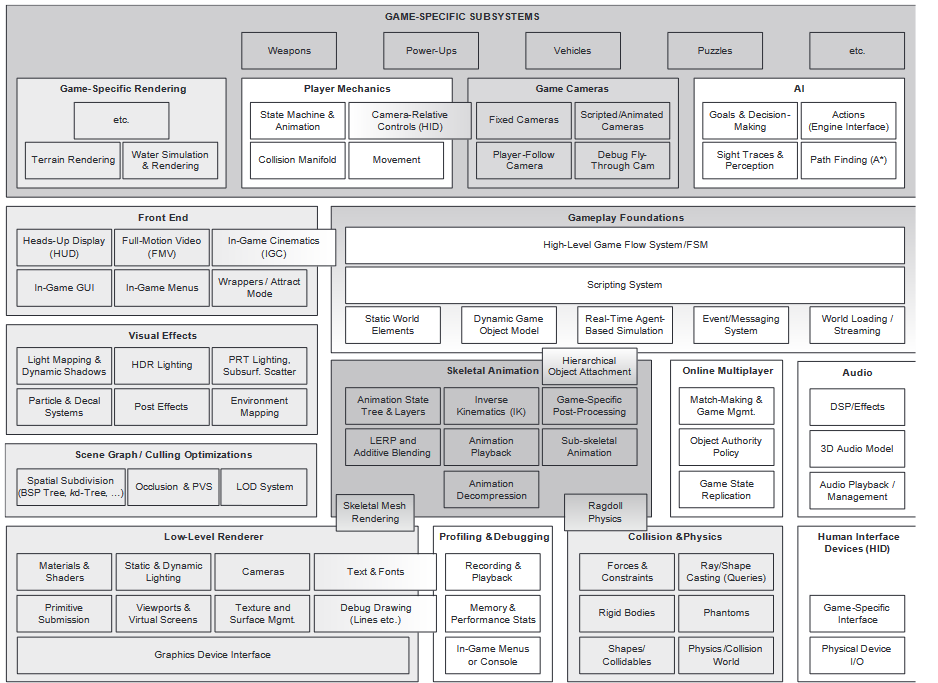 GAME-SPECIFIC SUBSYSTEMS
Weapons
Power-Ups
Vehicles
Puzzles
etc.
Game-Specific Rendering
etc.
Terrain Rendering
Water Simulation
& Rendering
Player Mechanics
State Machine &
Animation
Camera-Relative
Controls (HID)
Collision Manifold
Movement
Game Cameras
Fixed Cameras
Scripted/Animated
Cameras
Player-Follow
Camera
Debug Fly-
Through Cam
AI
Goals & Decision-
Making
Actions
(Engine Interface)
Sight Traces &
Perception
Path Finding (A*)
Front End
Heads-Up Display
(HUD)
Full-Motion Video
(FMV)
In-Game Cinematics
(IGC)
In-Game GUI
In-Game Menus
Wrappers / Attract
Mode
Gameplay Foundations
High-Level Game Flow System/FSM
Scripting System
Static World
Elements
Dynamic Game
Object Model
Real-Time Agent-
Based Simulation
Event/Messaging
System
World Loading /
Streaming
Visual Effects
Light Mapping &
Dynamic Shadows
HDR Lighting
PRT Lighting,
Subsurf. Scatter
Particle & Decal
Systems
Post Effects
Environment
Mapping
Skeletal Animation
Hierarchical
Object Attachment
Animation State
Tree & Layers
Inverse
Kinematics (IK)
Game-Specific
Post-Processing
LERP and
Additive Blending
Animation
Playback
Sub-skeletal
Animation
Animation
Decompression
Skeletal Mesh
Rendering
Ragdoll
Physics
Online Multiplayer
Match-Making &
Game Mgmt.
Object Authority
Policy
Game State
Replication
Audio
DSP/Effects
3D Audio Model
Audio Playback /
Management
Scene Graph / Culling Optimizations
Spatial Subdivision
(BSP Tree, kd-Tree, …)
Occlusion & PVS
LOD System
Low-Level Renderer
Materials &
Shaders
Static & Dynamic
Lighting
Cameras
Text & Fonts
Primitive
Submission
Viewports &
Virtual Screens
Texture and
Surface Mgmt.
Debug Drawing
(Lines etc.)
Graphics Device Interface
Profiling & Debugging
Recording &
Playback
Memory &
Performance Stats
In-Game Menus
or Console
Collision & Physics
Forces &
Constraints
Ray/Shape
Casting (Queries)
Rigid Bodies
Phantoms
Shapes/
Collidables
Physics/Collision
World
Human Interface
Devices (HID)
Game-Specific
Interface
Physical Device
I/O